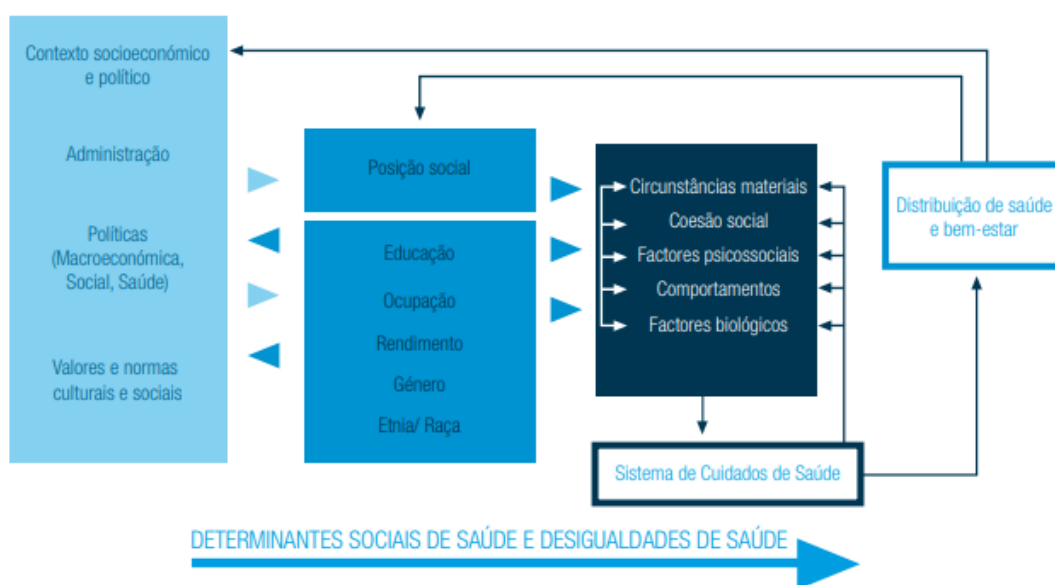 Contexto socioeconómico
e político
Administração
Políticas
(Macroeconómica,
Social, Saúde)
Valores e normas
culturais e sociais
Posição social
Educação
Ocupação
Rendimento
Género
Etnia/ Raça
Circunstâncias materiais
Coesão social
Factores psicossociais
Comportamentos
Factores biológicos
Sistema de Cuidados de Saúde
Distribuição de saúde
e bem-estar
DETERMINANTES SOCIAIS DE SAÚDE E DESIGUALDADES DE SAÚDE